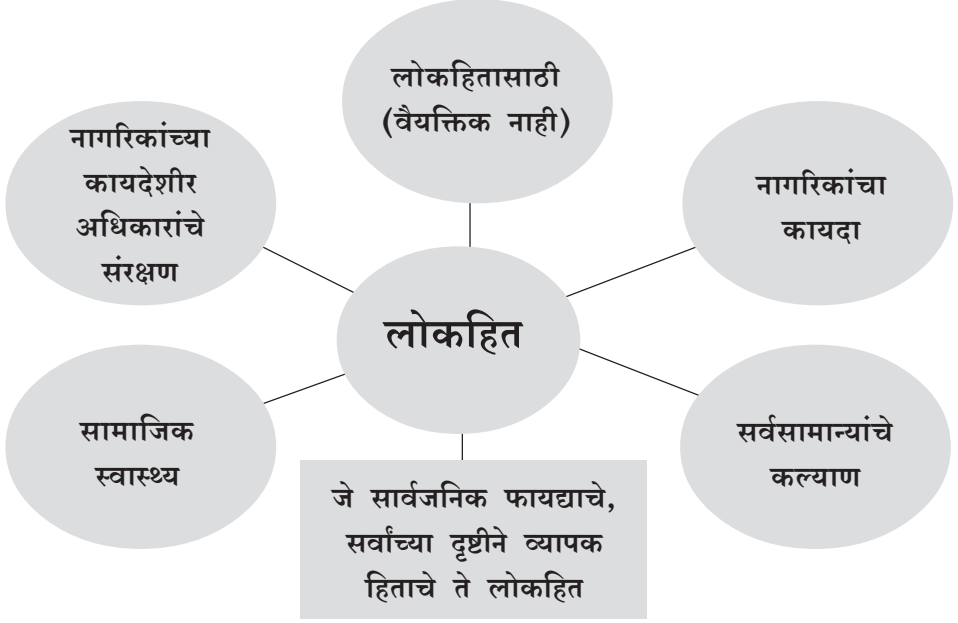 लोकहितासाठी
(वैयक्तिक नाही)
नागरिकांच्या
कायदेशीर
अधिकारांचे
संरक्षण
नागरिकांचा
कायदा
लोकहित
सामाजिक
स्वास्थ्य
सर्वसामान्यांचे
कल्याण
जे सार्वजनिक फायद्याचे,
सर्वांच्या दृष्टीने व्यापक
हिताचे ते लोकहित